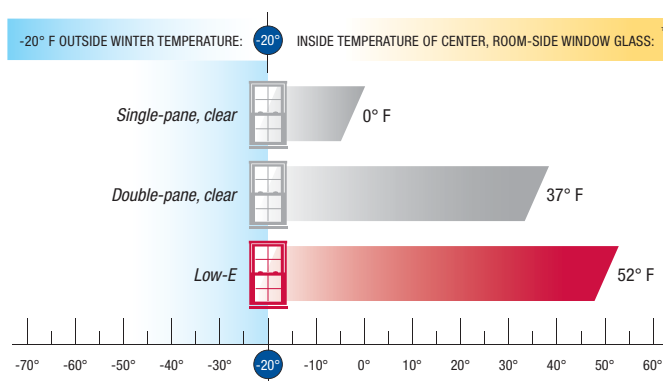 -20° F OUTSIDE WINTER TEMPERATURE: -20° INSIDE TEMPERATURE OF CENTER, ROOM-SIDE WINDOW GLASS:
Single-pane, clear 0° F
Double-pane, clear 37° F
Low-E 52° F
-70° -60° -50° -40° -30° -20° -10° 0° 10° 20° 30° 40° 50° 60°